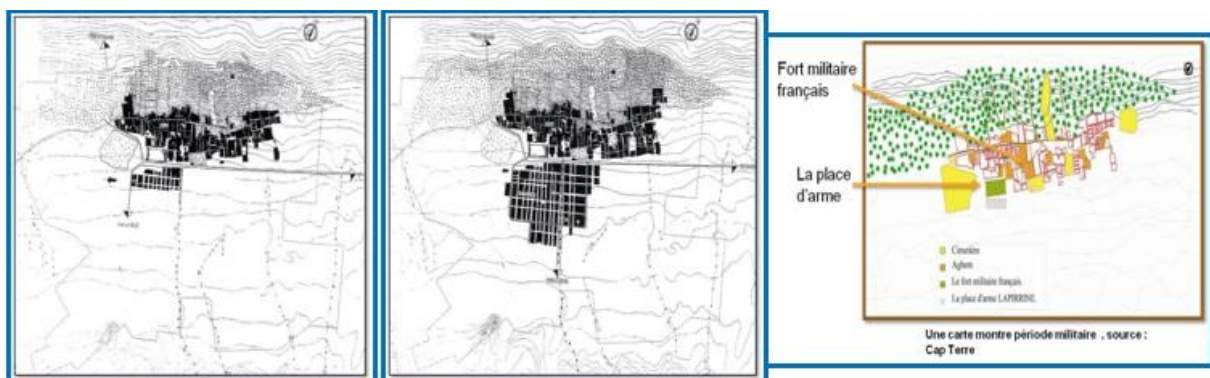 Fort militaire
français
La place
d'arme
Cimetière
Aghem
Le fort militaire français.
La place d'arme LAPIRRINE.
Une carte montre période militaire . source :
Cap Terre